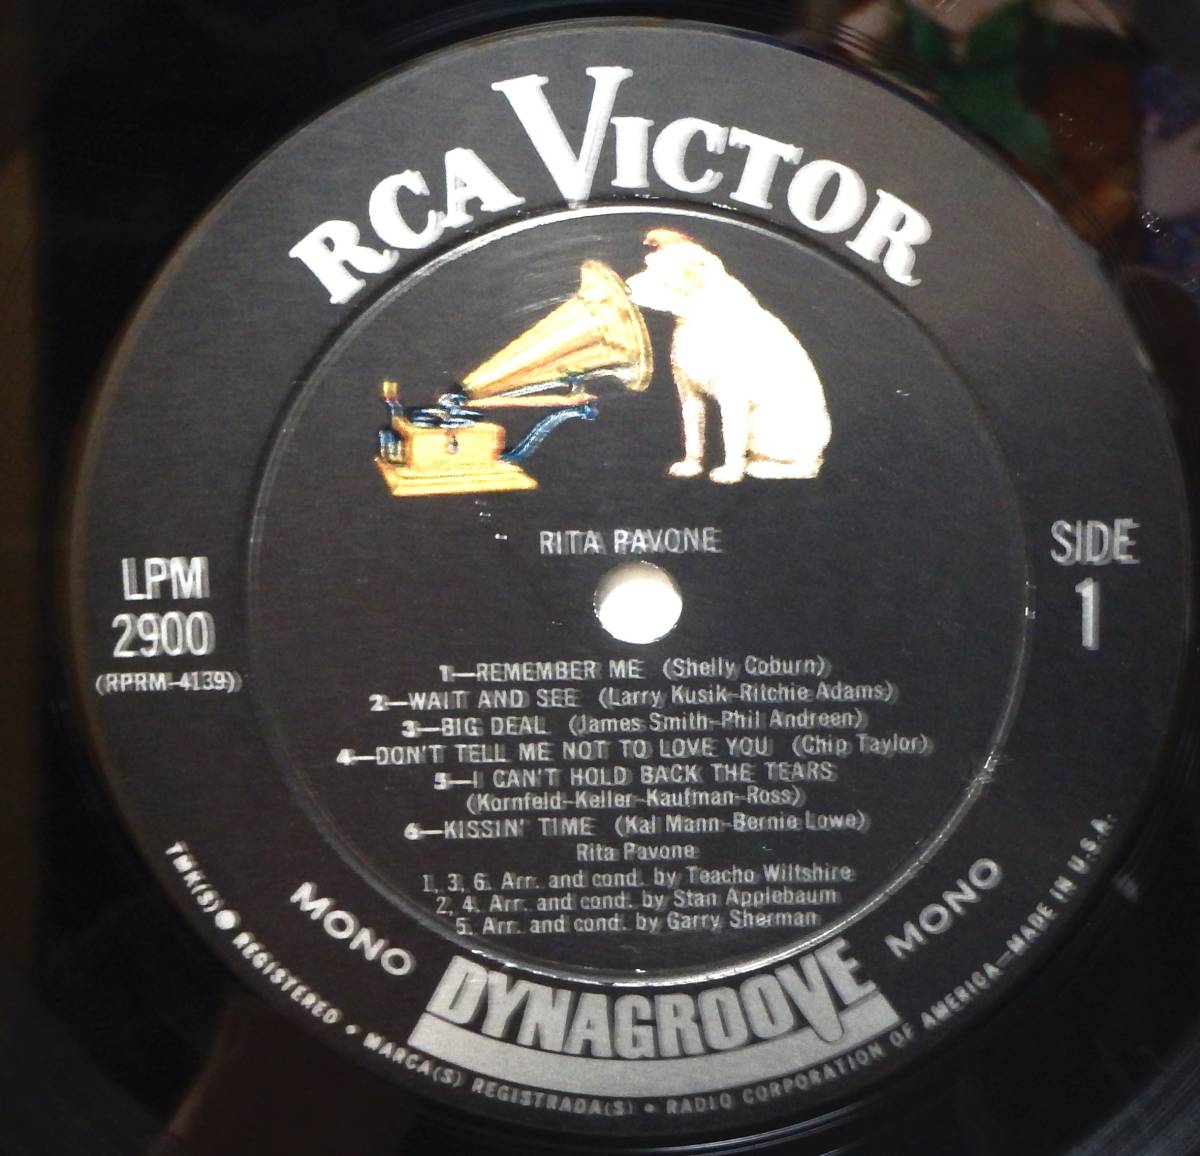 RCA VICTOR
RITA PAVONE
LPM
2900
(RPRM-4139)
SIDE
1
1—REMEMBER ME (Shelly Coburn)
2—WAIT AND SEE (Larry Kusik-Ritchie Adams)
3—BIG DEAL (James Smith-Phil Andreen)
4—DON'T TELL ME NOT TO LOVE YOU (Chip Taylor)
5—I CAN'T HOLD BACK THE TEARS
(Kornfeld-Keller-Kaufman-Ross)
6—KISSIN' TIME (Kal Mann-Bernie Lowe)
Rita Pavone
1, 3, 6. Arr. and cond. by Teacho Wiltshire
2, 4. Arr. and cond. by Stan Applebaum
5. Arr. and cond. by Garry Sherman
MONO DYNAGROOVE MONO
TMK(S) ● REGISTERED • MARCA(S) REGISTRADA(S) • RADIO CORPORATION OF AMERICA—MADE IN U.S.A.